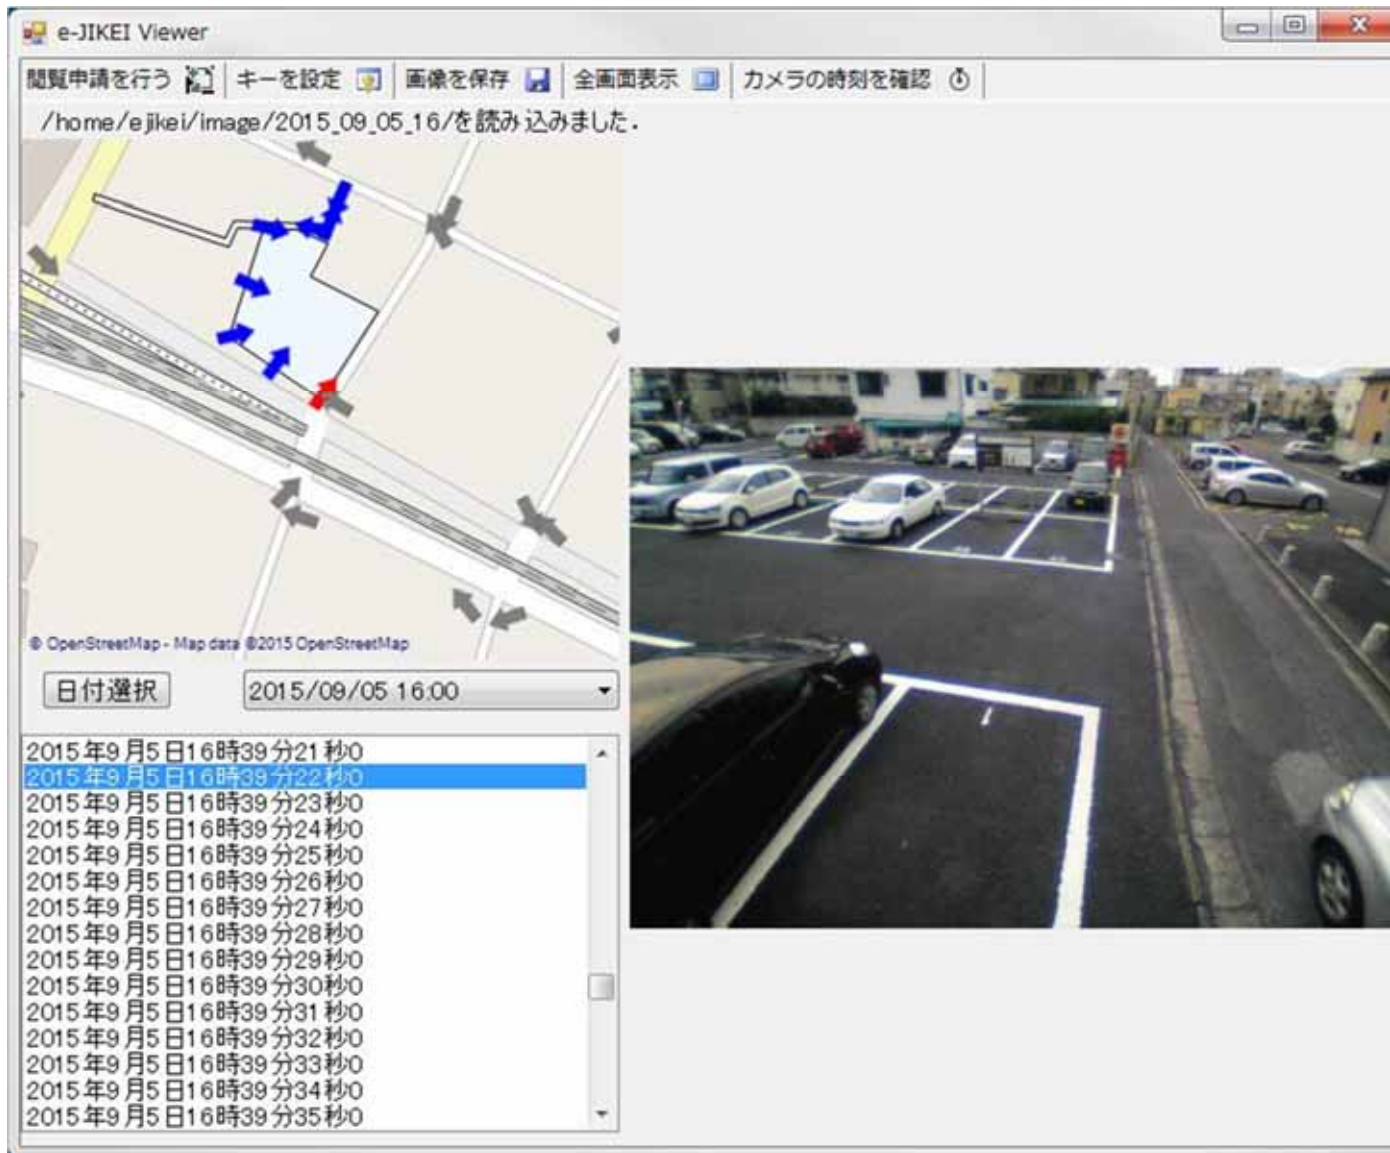 e-JIKEI Viewer
閲覧申請を行う キーを設定 画像を保存 全画面表示 カメラの時刻を確認
/home/ejikei/image/2015_09_05_16/を読み込みました.
© OpenStreetMap - Map data ©2015 OpenStreetMap
日付選択 2015/09/05 16:00
2015年9月5日16時39分21秒0
2015年9月5日16時39分22秒0
2015年9月5日16時39分23秒0
2015年9月5日16時39分24秒0
2015年9月5日16時39分25秒0
2015年9月5日16時39分26秒0
2015年9月5日16時39分27秒0
2015年9月5日16時39分28秒0
2015年9月5日16時39分29秒0
2015年9月5日16時39分30秒0
2015年9月5日16時39分31秒0
2015年9月5日16時39分32秒0
2015年9月5日16時39分33秒0
2015年9月5日16時39分34秒0
2015年9月5日16時39分35秒0